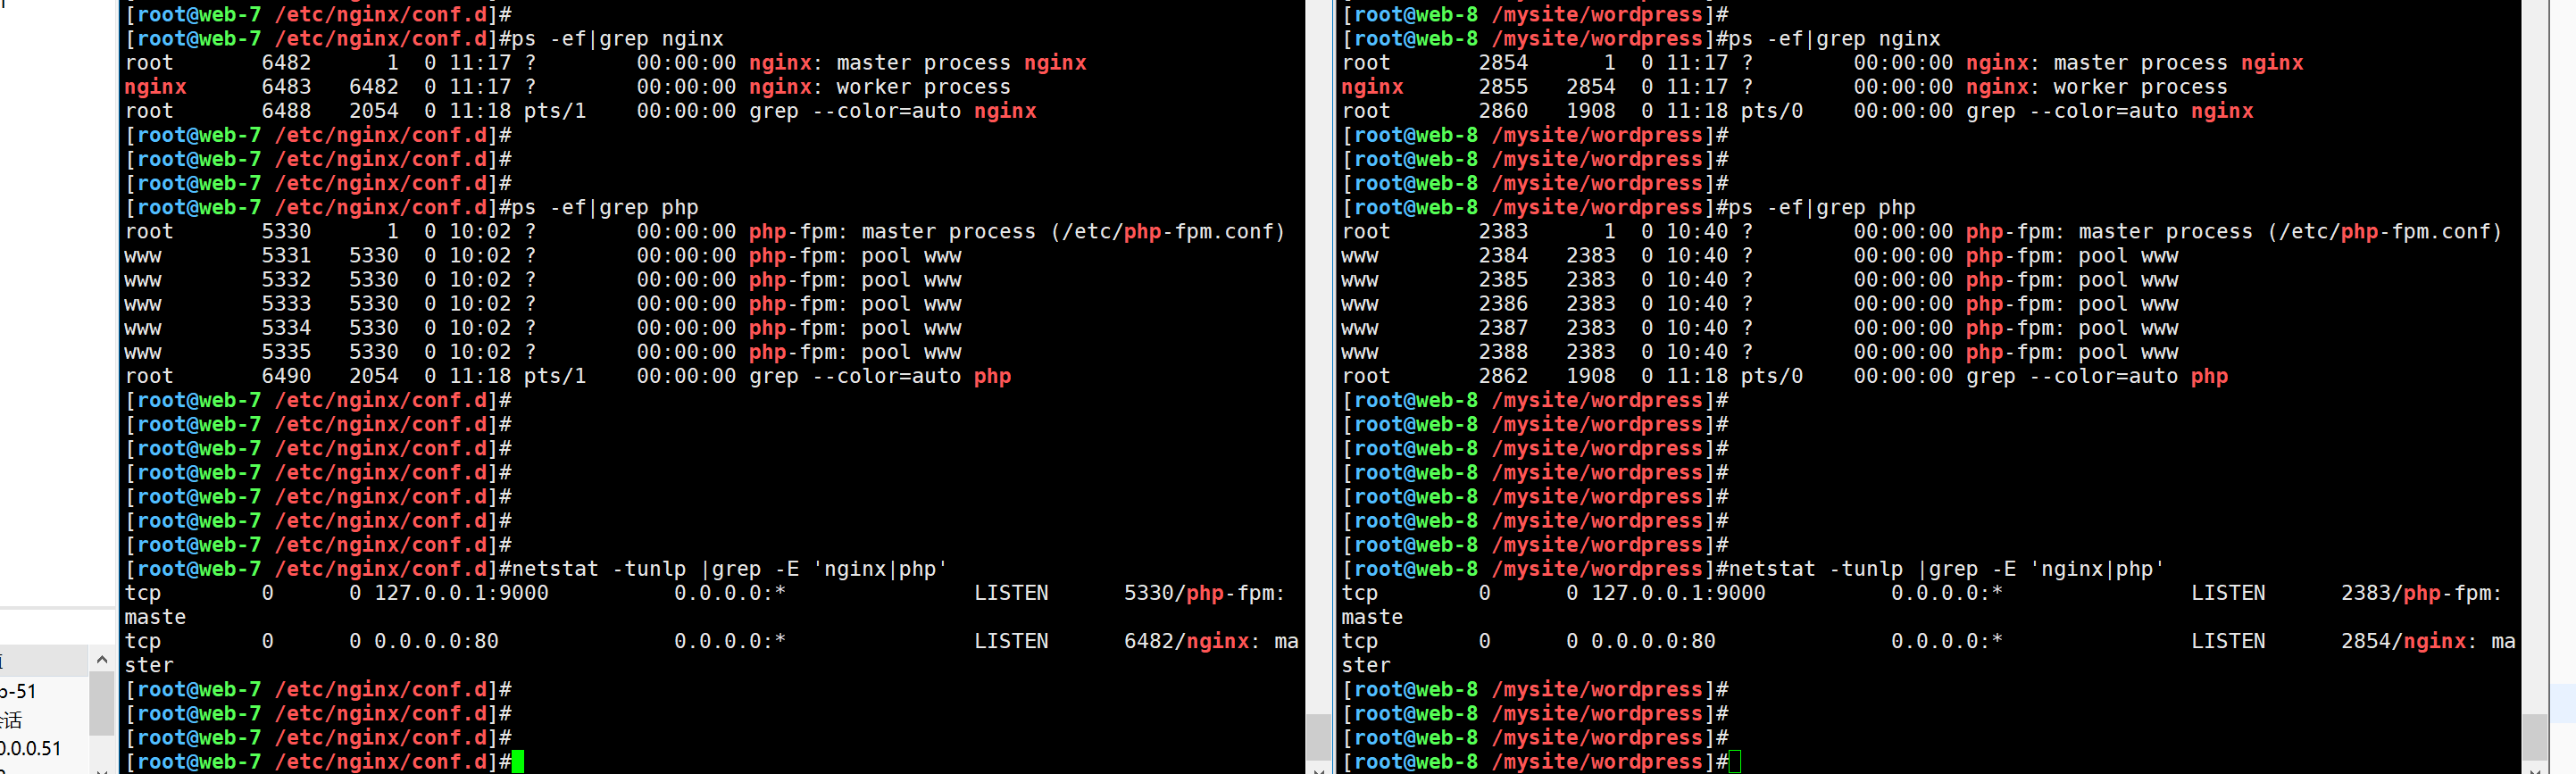 [root@web-7 /etc/nginx/conf.d]#
[root@web-7 /etc/nginx/conf.d]#ps -ef|grep nginx
root       6482      1  0 11:17 ?        00:00:00 nginx: master process nginx
nginx      6483   6482  0 11:17 ?        00:00:00 nginx: worker process
root       6488   2054  0 11:18 pts/1    00:00:00 grep --color=auto nginx
[root@web-7 /etc/nginx/conf.d]#
[root@web-7 /etc/nginx/conf.d]#
[root@web-7 /etc/nginx/conf.d]#
[root@web-7 /etc/nginx/conf.d]#ps -ef|grep php
root       5330      1  0 10:02 ?        00:00:00 php-fpm: master process (/etc/php-fpm.conf)
www        5331   5330  0 10:02 ?        00:00:00 php-fpm: pool www
www        5332   5330  0 10:02 ?        00:00:00 php-fpm: pool www
www        5333   5330  0 10:02 ?        00:00:00 php-fpm: pool www
www        5334   5330  0 10:02 ?        00:00:00 php-fpm: pool www
www        5335   5330  0 10:02 ?        00:00:00 php-fpm: pool www
root       6490   2054  0 11:18 pts/1    00:00:00 grep --color=auto php
[root@web-7 /etc/nginx/conf.d]#
[root@web-7 /etc/nginx/conf.d]#
[root@web-7 /etc/nginx/conf.d]#
[root@web-7 /etc/nginx/conf.d]#
[root@web-7 /etc/nginx/conf.d]#
[root@web-7 /etc/nginx/conf.d]#
[root@web-7 /etc/nginx/conf.d]#
[root@web-7 /etc/nginx/conf.d]#netstat -tunlp |grep -E 'nginx|php'
tcp        0      0 127.0.0.1:9000          0.0.0.0:*               LISTEN      5330/php-fpm:
maste
tcp        0      0 0.0.0.0:80              0.0.0.0:*               LISTEN      6482/nginx: ma
ster
[root@web-7 /etc/nginx/conf.d]#
[root@web-7 /etc/nginx/conf.d]#
[root@web-7 /etc/nginx/conf.d]#
[root@web-7 /etc/nginx/conf.d]#
[root@web-8 /mysite/wordpress]#
[root@web-8 /mysite/wordpress]#ps -ef|grep nginx
root       2854      1  0 11:17 ?        00:00:00 nginx: master process nginx
nginx      2855   2854  0 11:17 ?        00:00:00 nginx: worker process
root       2860   1908  0 11:18 pts/0    00:00:00 grep --color=auto nginx
[root@web-8 /mysite/wordpress]#
[root@web-8 /mysite/wordpress]#
[root@web-8 /mysite/wordpress]#
[root@web-8 /mysite/wordpress]#ps -ef|grep php
root       2383      1  0 10:40 ?        00:00:00 php-fpm: master process (/etc/php-fpm.conf)
www        2384   2383  0 10:40 ?        00:00:00 php-fpm: pool www
www        2385   2383  0 10:40 ?        00:00:00 php-fpm: pool www
www        2386   2383  0 10:40 ?        00:00:00 php-fpm: pool www
www        2387   2383  0 10:40 ?        00:00:00 php-fpm: pool www
www        2388   2383  0 10:40 ?        00:00:00 php-fpm: pool www
root       2862   1908  0 11:18 pts/0    00:00:00 grep --color=auto php
[root@web-8 /mysite/wordpress]#
[root@web-8 /mysite/wordpress]#
[root@web-8 /mysite/wordpress]#
[root@web-8 /mysite/wordpress]#
[root@web-8 /mysite/wordpress]#
[root@web-8 /mysite/wordpress]#
[root@web-8 /mysite/wordpress]#
[root@web-8 /mysite/wordpress]#netstat -tunlp |grep -E 'nginx|php'
tcp        0      0 127.0.0.1:9000          0.0.0.0:*               LISTEN      2383/php-fpm:
maste
tcp        0      0 0.0.0.0:80              0.0.0.0:*               LISTEN      2854/nginx: ma
ster
[root@web-8 /mysite/wordpress]#
[root@web-8 /mysite/wordpress]#
[root@web-8 /mysite/wordpress]#
[root@web-8 /mysite/wordpress]#
-51
话
0.0.0.51